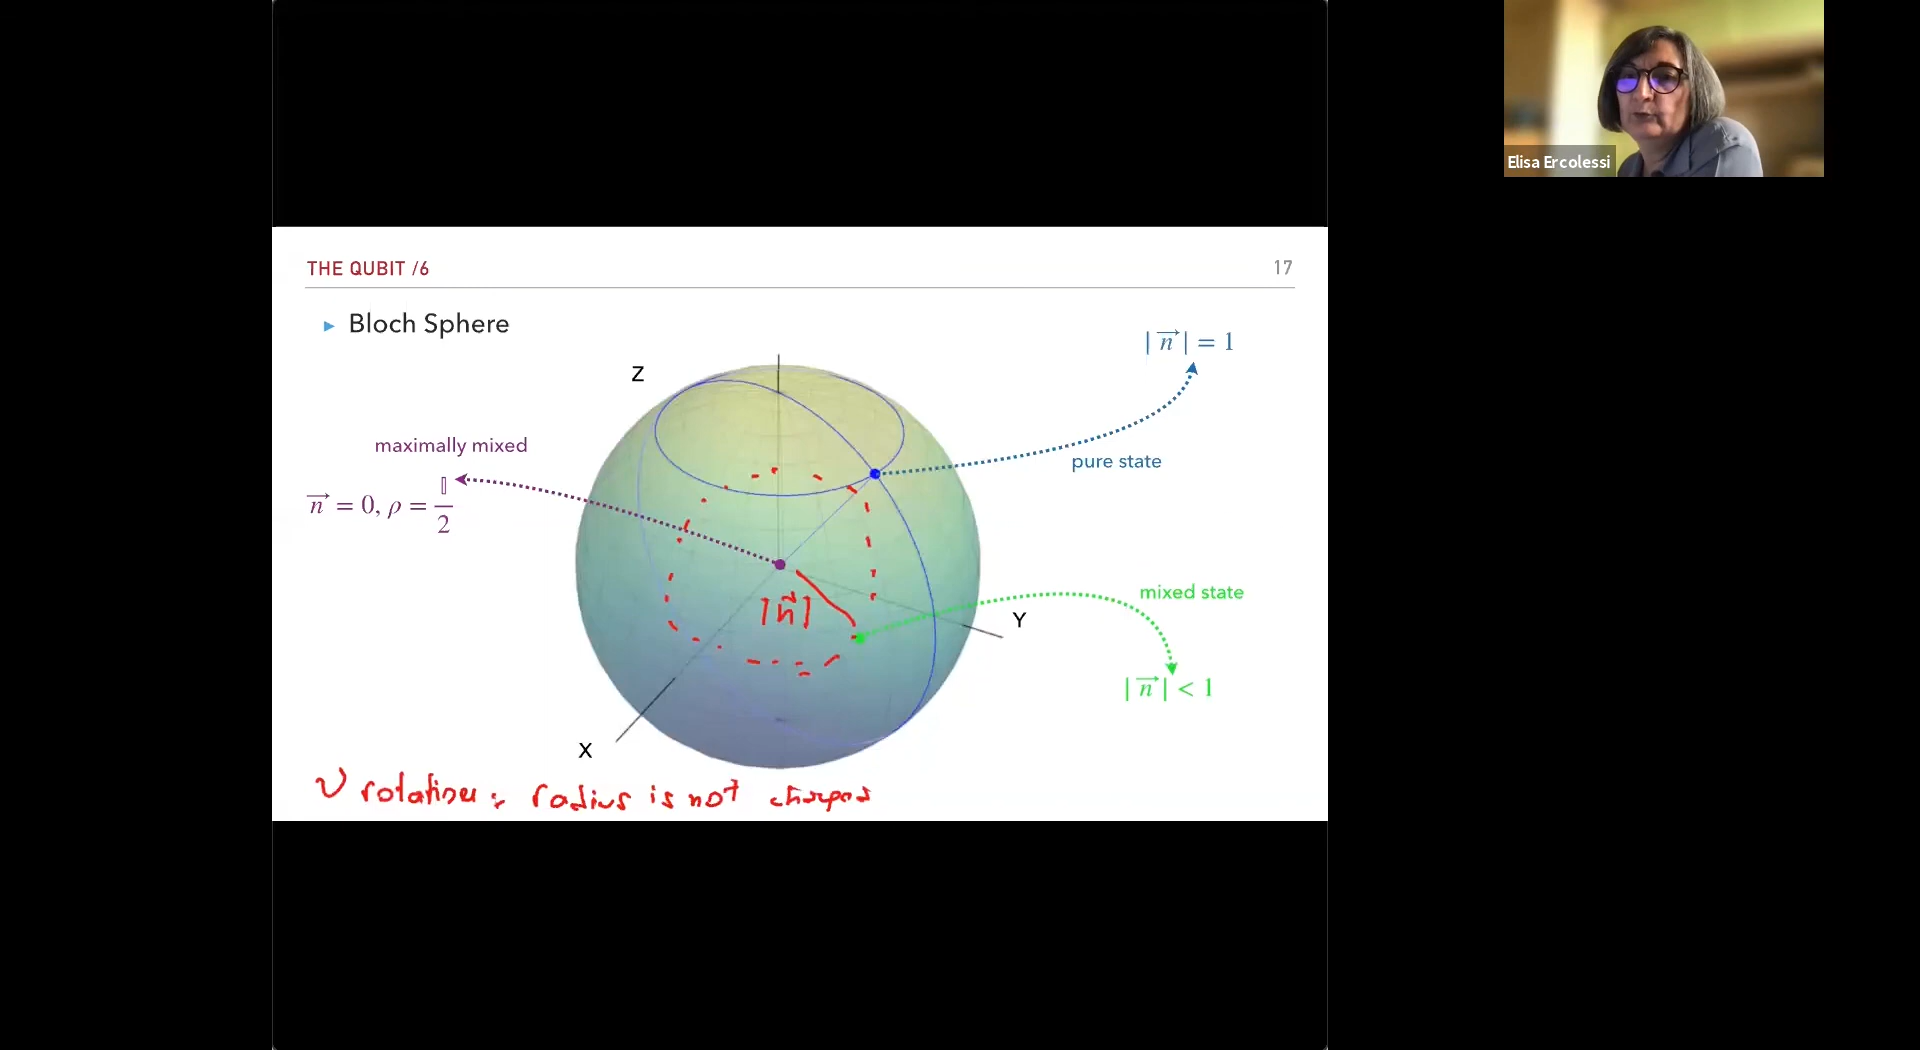 Elisa Ercolessi
THE QUBIT /6
17
▸ Bloch Sphere
|n⃗| = 1
Z
maximally mixed
pure state
n⃗ = 0, ρ = 𝕀/2
mixed state
|n⃗|
Y
|n⃗| < 1
X
U rotation: radius is not changed